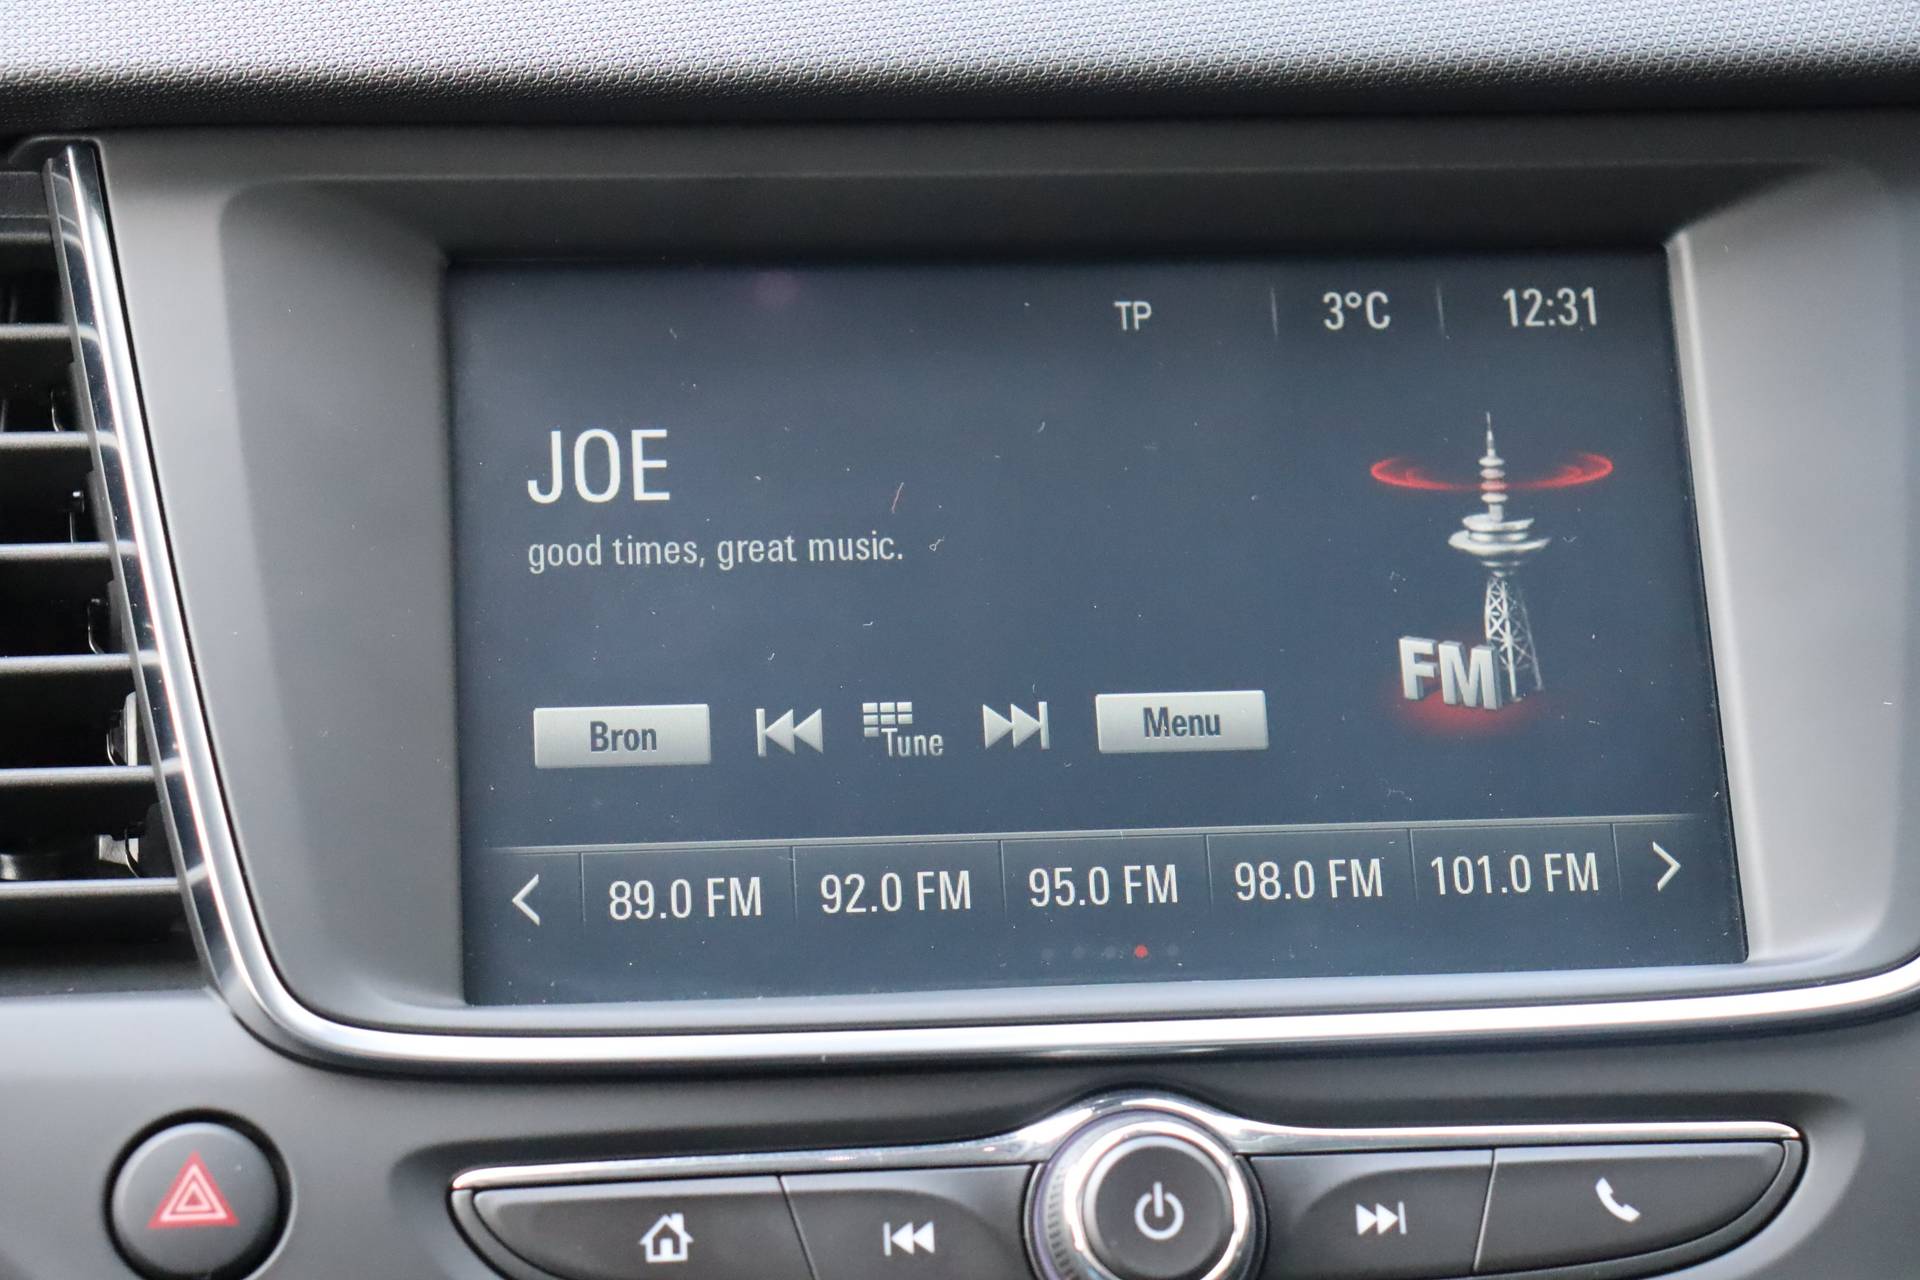 TP 3°C 12:31
JOE
good times, great music.
FM
Bron Tune Menu
89.0 FM 92.0 FM 95.0 FM 98.0 FM 101.0 FM